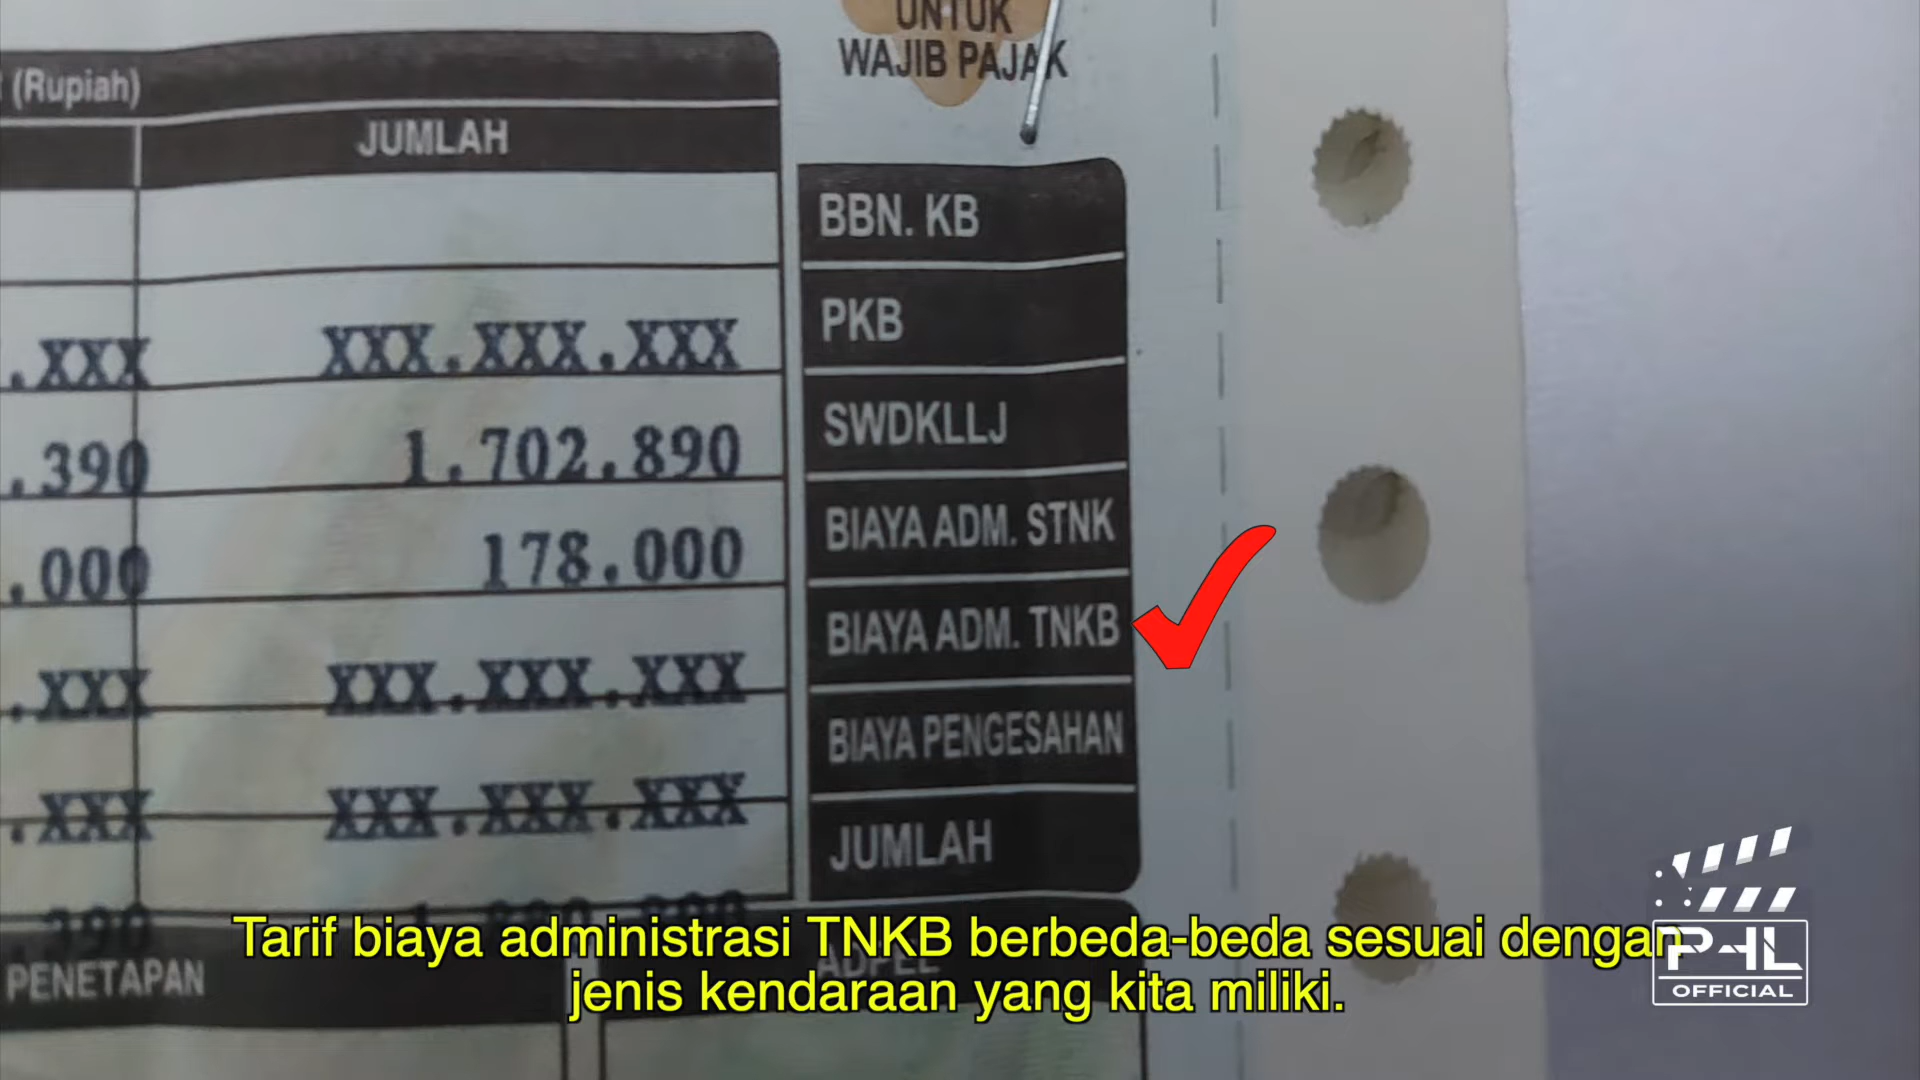 UNTUK
WAJIB PAJAK
(Rupiah)
JUMLAH
BBN. KB
PKB
.XXX XXX.XXX.XXX
SWDKLLJ
.390 1.702.890
BIAYA ADM. STNK
.000 178.000
BIAYA ADM. TNKB
.XXX XXX.XXX.XXX
BIAYA PENGESAHAN
.XXX XXX.XXX.XXX
JUMLAH
PENETAPAN
Tarif biaya administrasi TNKB berbeda-beda sesuai dengan
jenis kendaraan yang kita miliki.
OFFICIAL